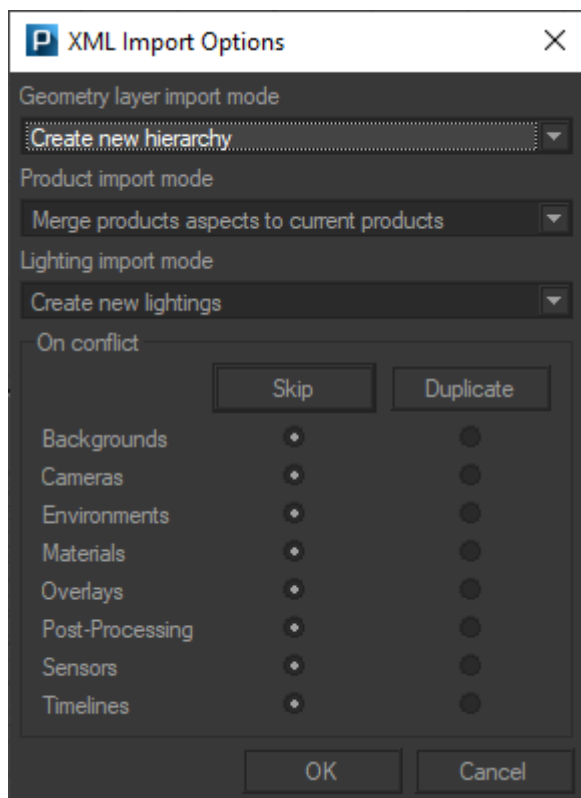 P XML Import Options
Geometry layer import mode
Create new hierarchy
Product import mode
Merge products aspects to current products
Lighting import mode
Create new lightings
On conflict
Skip Duplicate
Backgrounds
Cameras
Environments
Materials
Overlays
Post-Processing
Sensors
Timelines
OK Cancel